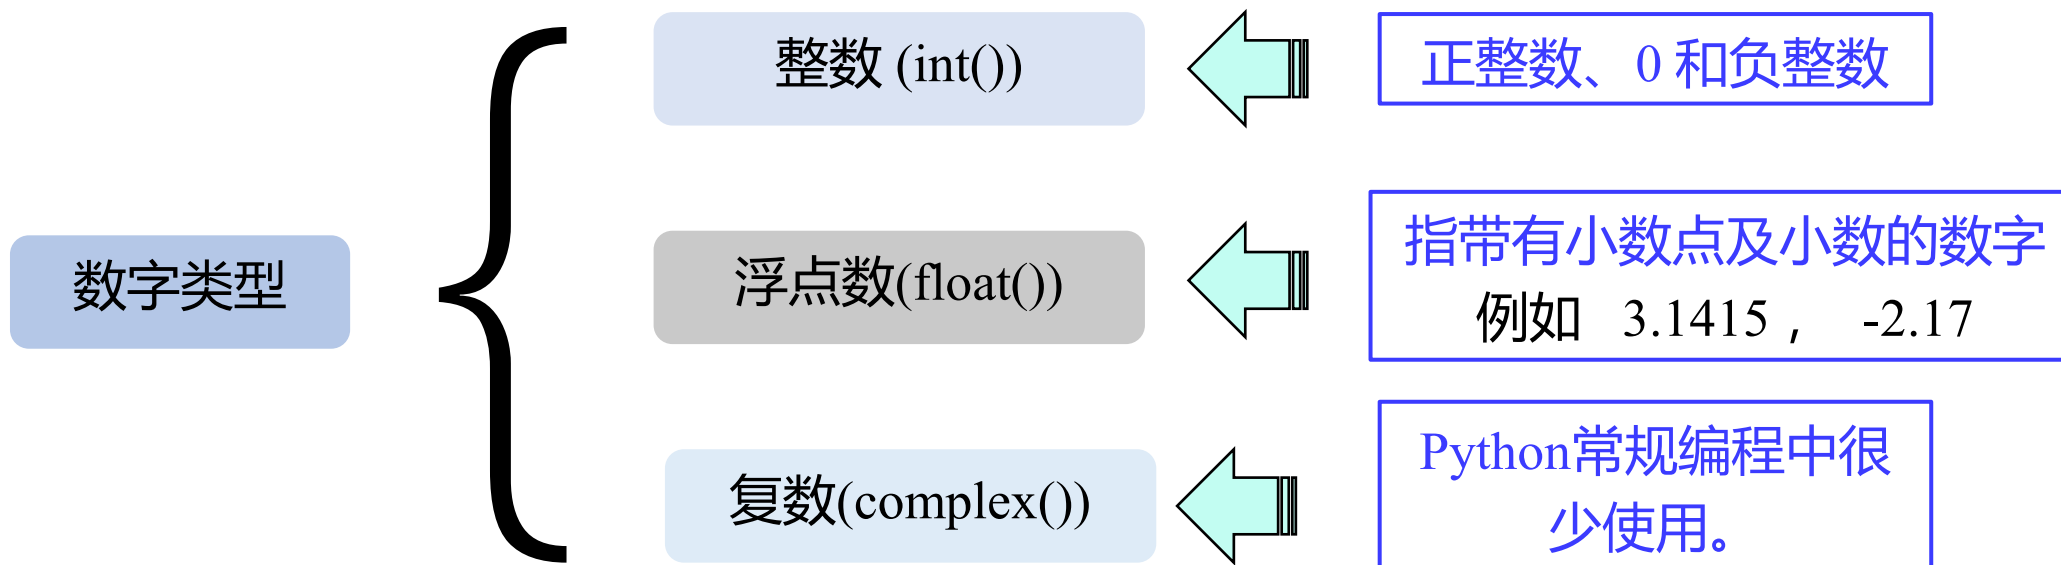 数字类型
整数 (int())
正整数、0 和负整数
浮点数(float())
指带有小数点及小数的数字
例如 3.1415 , -2.17
复数(complex())
Python常规编程中很
少使用。